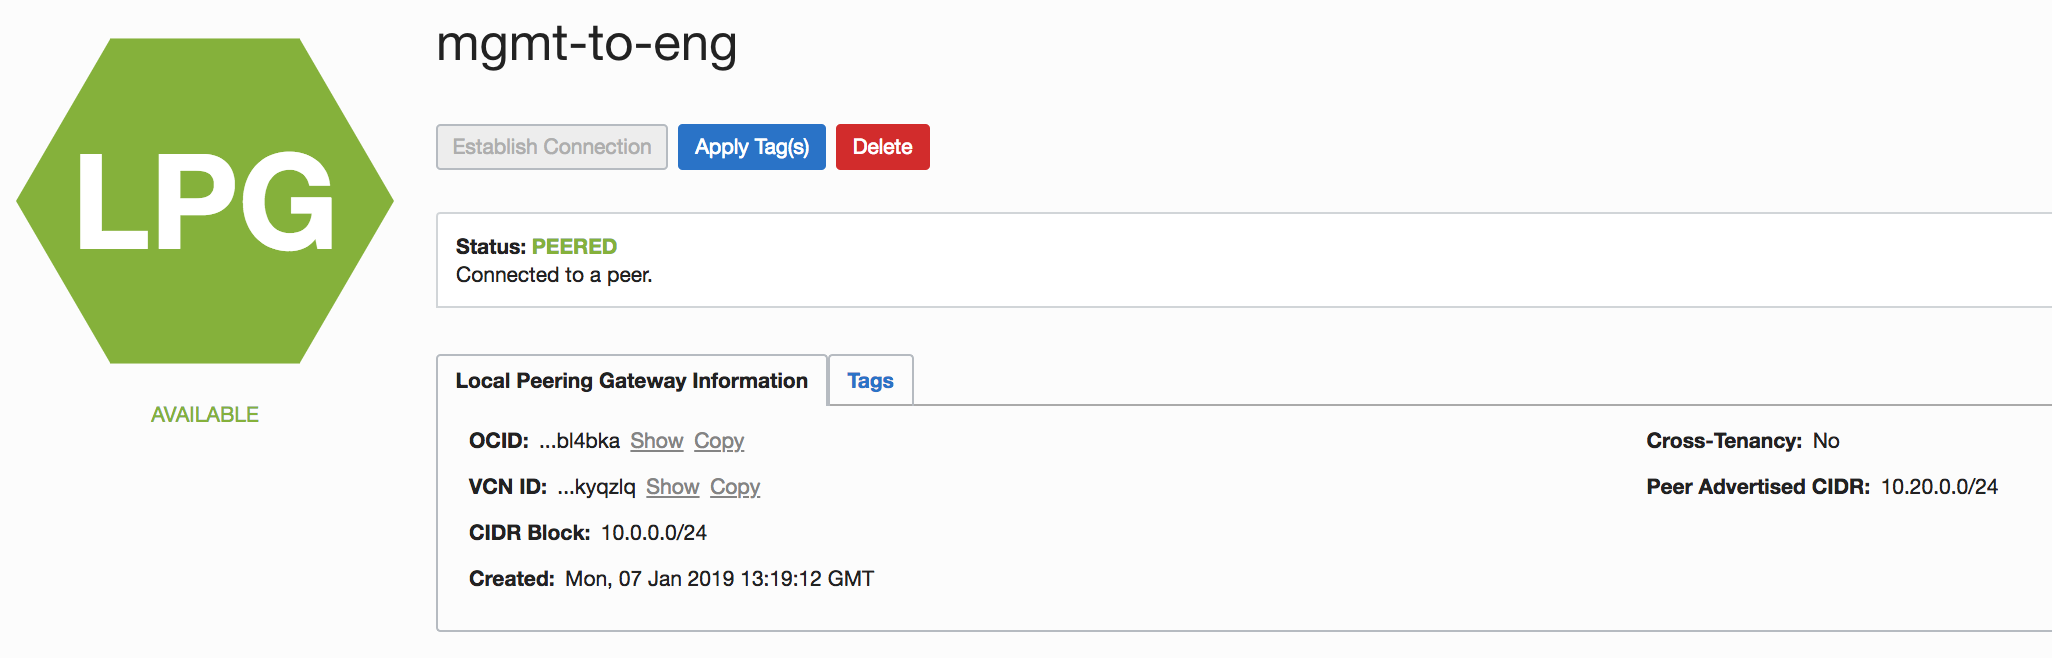 mgmt-to-eng
LPG
Establish Connection Apply Tag(s) Delete
Status: PEERED
Connected to a peer.
Local Peering Gateway Information Tags
AVAILABLE
OCID: ...bl4bka Show Copy
Cross-Tenancy: No
VCN ID: ...kyqzlq Show Copy
Peer Advertised CIDR: 10.20.0.0/24
CIDR Block: 10.0.0.0/24
Created: Mon, 07 Jan 2019 13:19:12 GMT